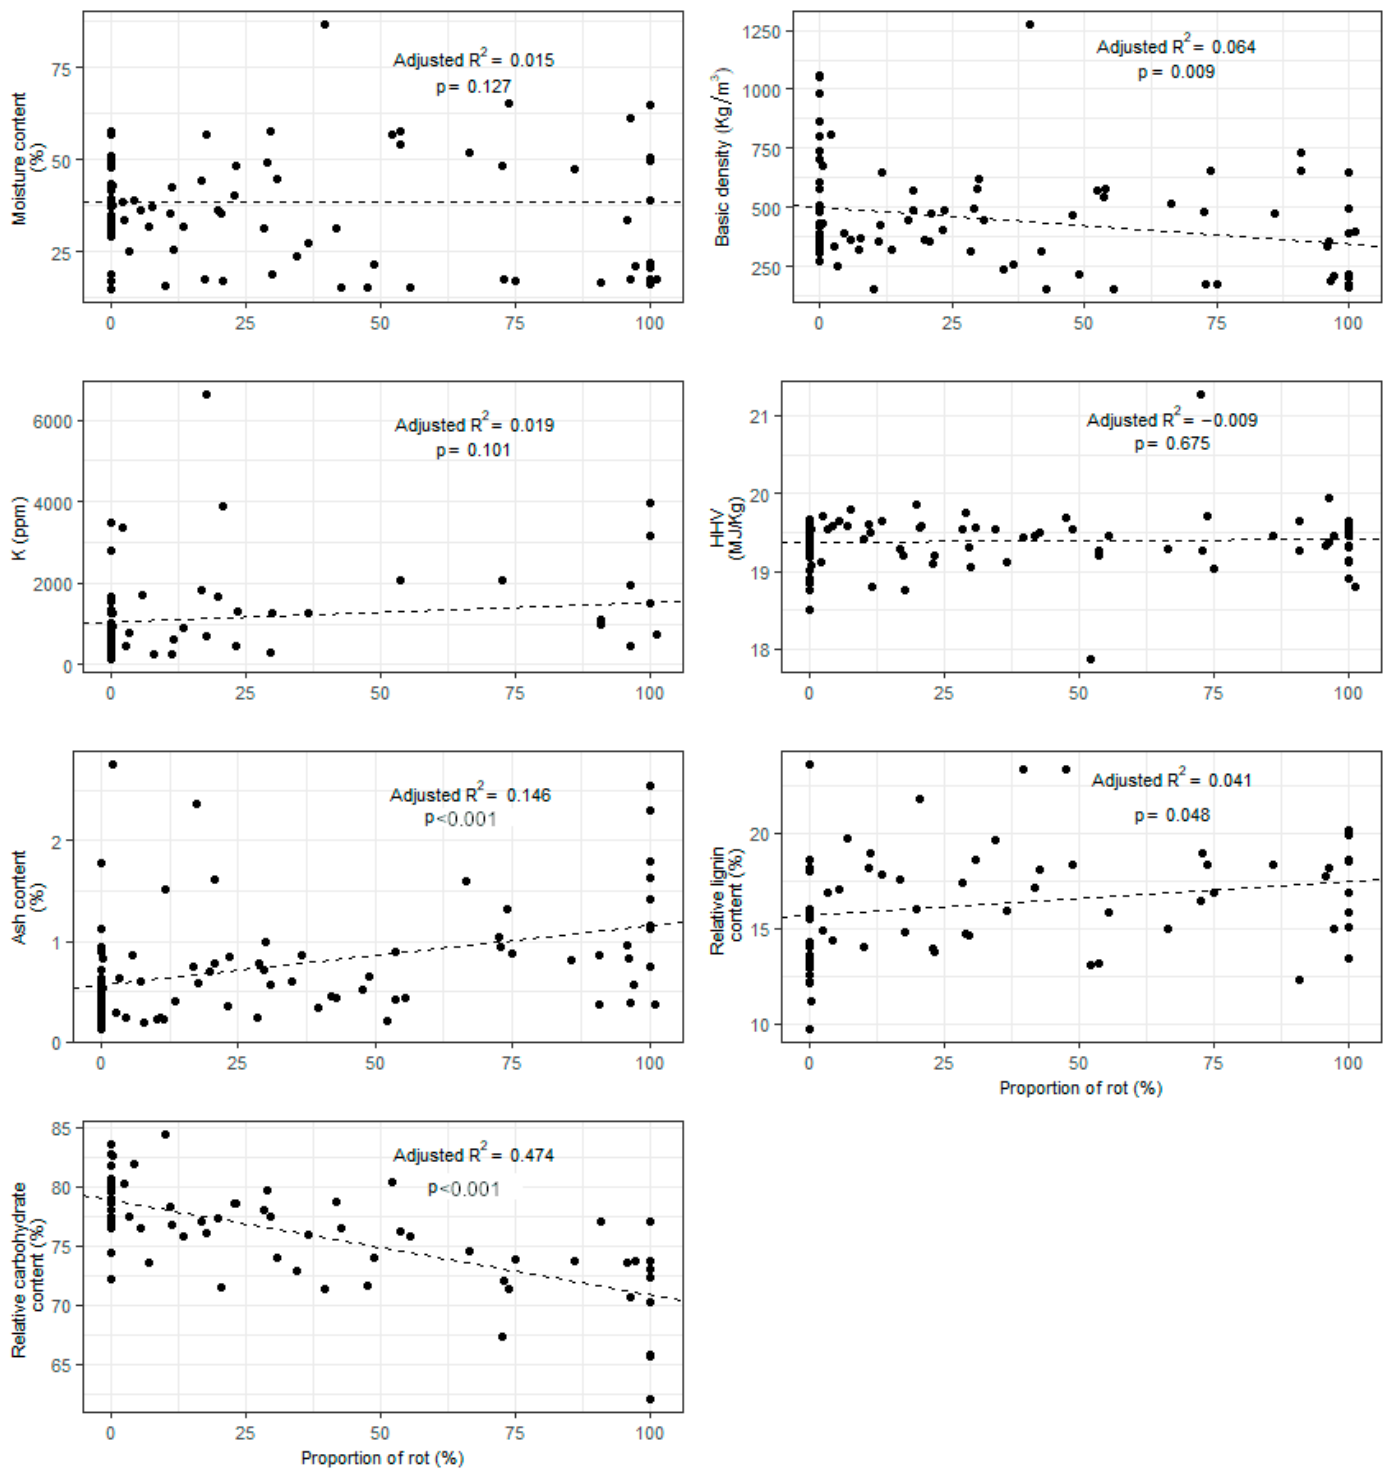 Moisture content
(%)
75
50
25
Adjusted R² = 0.015
p = 0.127
0 25 50 75 100
Basic density (Kg/m³)
1250
1000
750
500
250
Adjusted R² = 0.064
p = 0.009
0 25 50 75 100
K (ppm)
6000
4000
2000
0
Adjusted R² = 0.019
p = 0.101
0 25 50 75 100
HHV
(MJ/Kg)
21
20
19
18
Adjusted R² = −0.009
p = 0.675
0 25 50 75 100
Ash content
(%)
2
1
0
Adjusted R² = 0.146
p<0.001
0 25 50 75 100
Relative lignin
content (%)
20
15
10
Adjusted R² = 0.041
p = 0.048
0 25 50 75 100
Proportion of rot (%)
Relative carbohydrate
content (%)
85
80
75
70
65
Adjusted R² = 0.474
p<0.001
0 25 50 75 100
Proportion of rot (%)